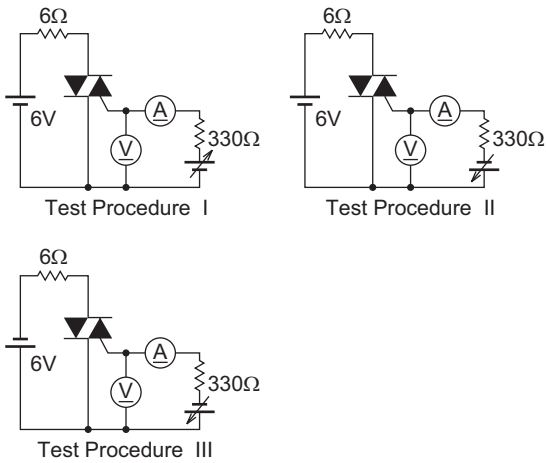 6Ω
6V
A
V
330Ω
Test Procedure I
6Ω
6V
A
V
330Ω
Test Procedure II
6Ω
6V
A
V
330Ω
Test Procedure III